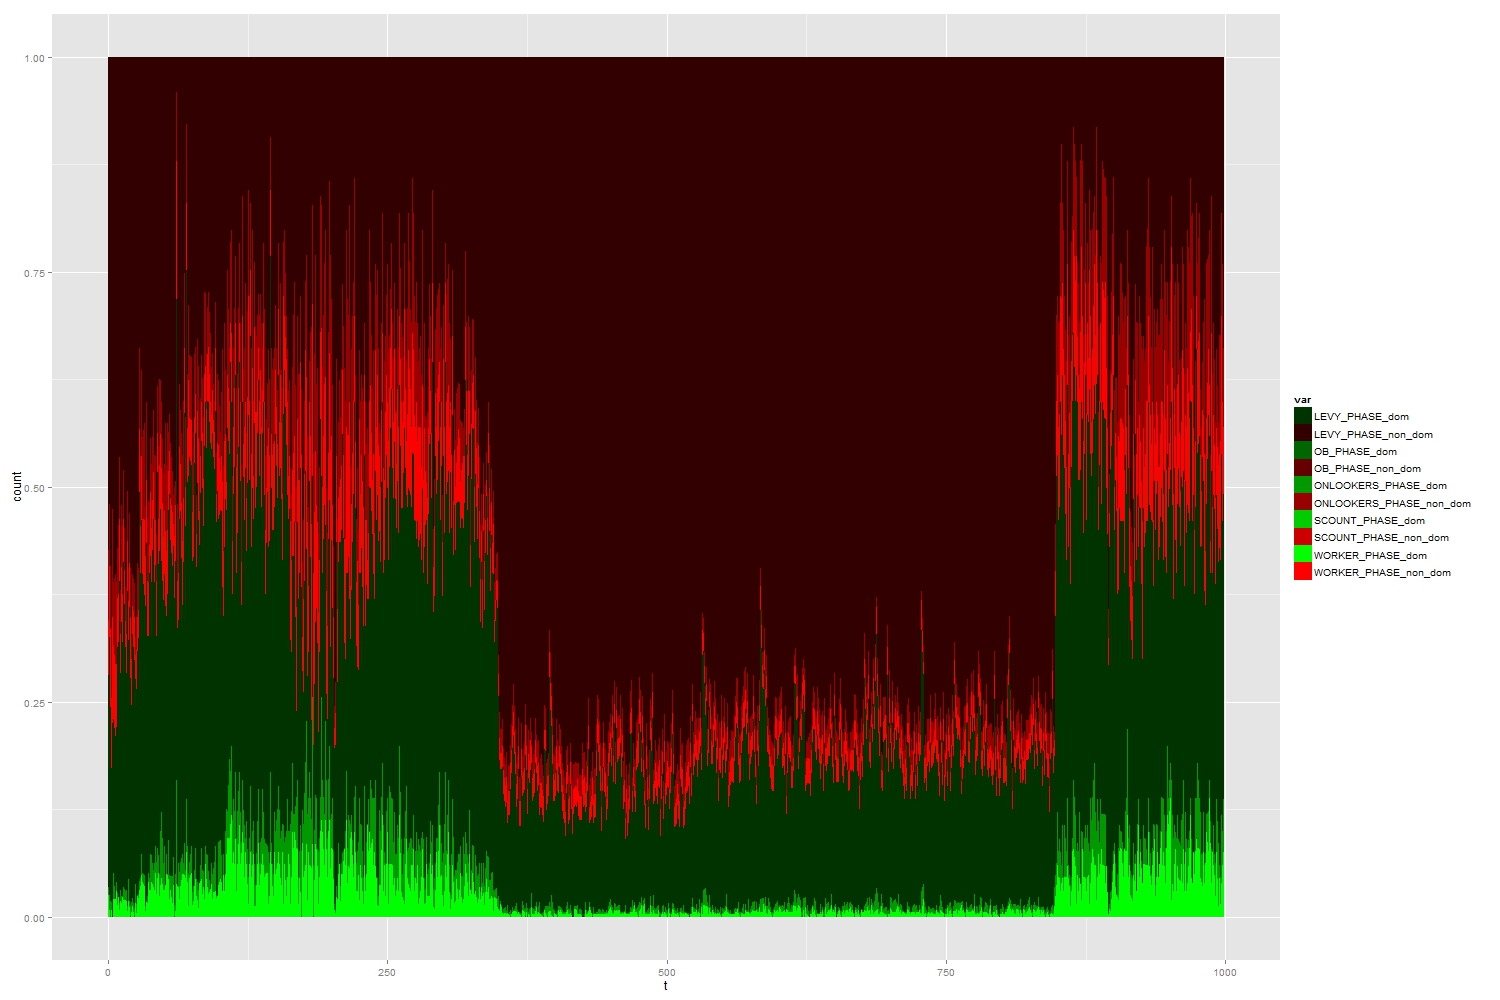 1.00
0.75
0.50
0.25
0.00
count
0
250
500
750
1000
t
var
LEVY_PHASE_dom
LEVY_PHASE_non_dom
OB_PHASE_dom
OB_PHASE_non_dom
ONLOOKERS_PHASE_dom
ONLOOKERS_PHASE_non_dom
SCOUNT_PHASE_dom
SCOUNT_PHASE_non_dom
WORKER_PHASE_dom
WORKER_PHASE_non_dom